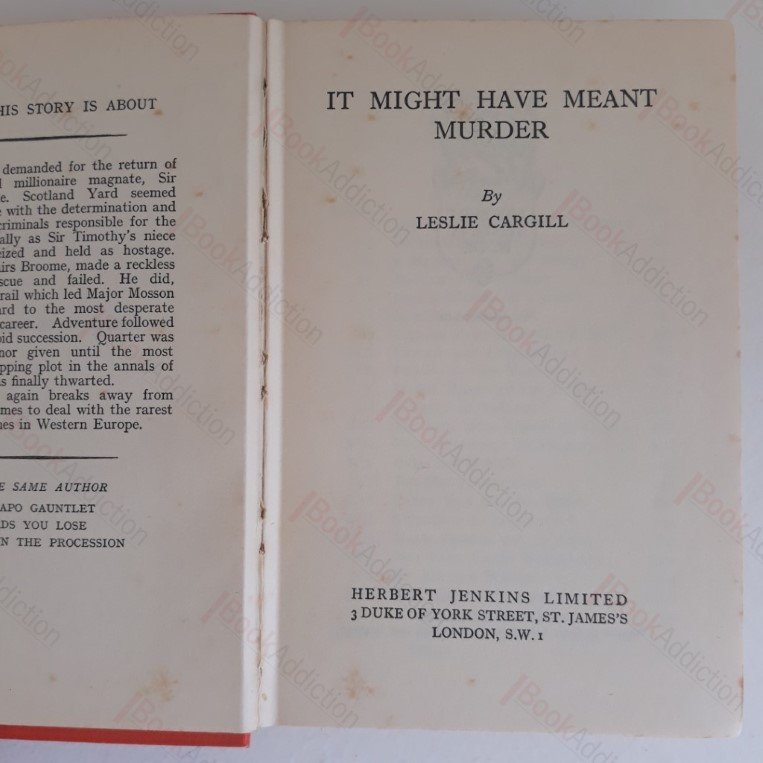 HIS STORY IS ABOUT
demanded for the return of
millionaire magnate, Sir
e. Scotland Yard seemed
with the determination and
criminals responsible for the
ally as Sir Timothy's niece
eized and held as hostage.
irs Broome, made a reckless
scue and failed. He did,
rail which led Major Mosson
ard to the most desperate
career. Adventure followed
id succession. Quarter was
nor given until the most
pping plot in the annals of
s finally thwarted.
again breaks away from
mes to deal with the rarest
es in Western Europe.
E SAME AUTHOR
APO GAUNTLET
DS YOU LOSE
N THE PROCESSION
IT MIGHT HAVE MEANT
MURDER
By
LESLIE CARGILL
HERBERT JENKINS LIMITED
3 DUKE OF YORK STREET, ST. JAMES'S
LONDON, S.W.1
BookAddiction